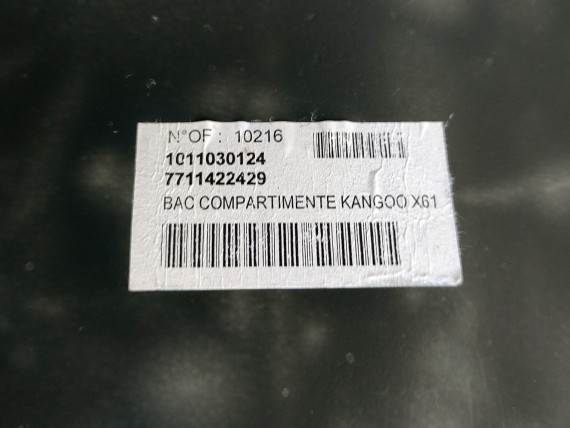 N°OF : 10216
1011030124
7711422429
BAC COMPARTIMENTE KANGOO X61